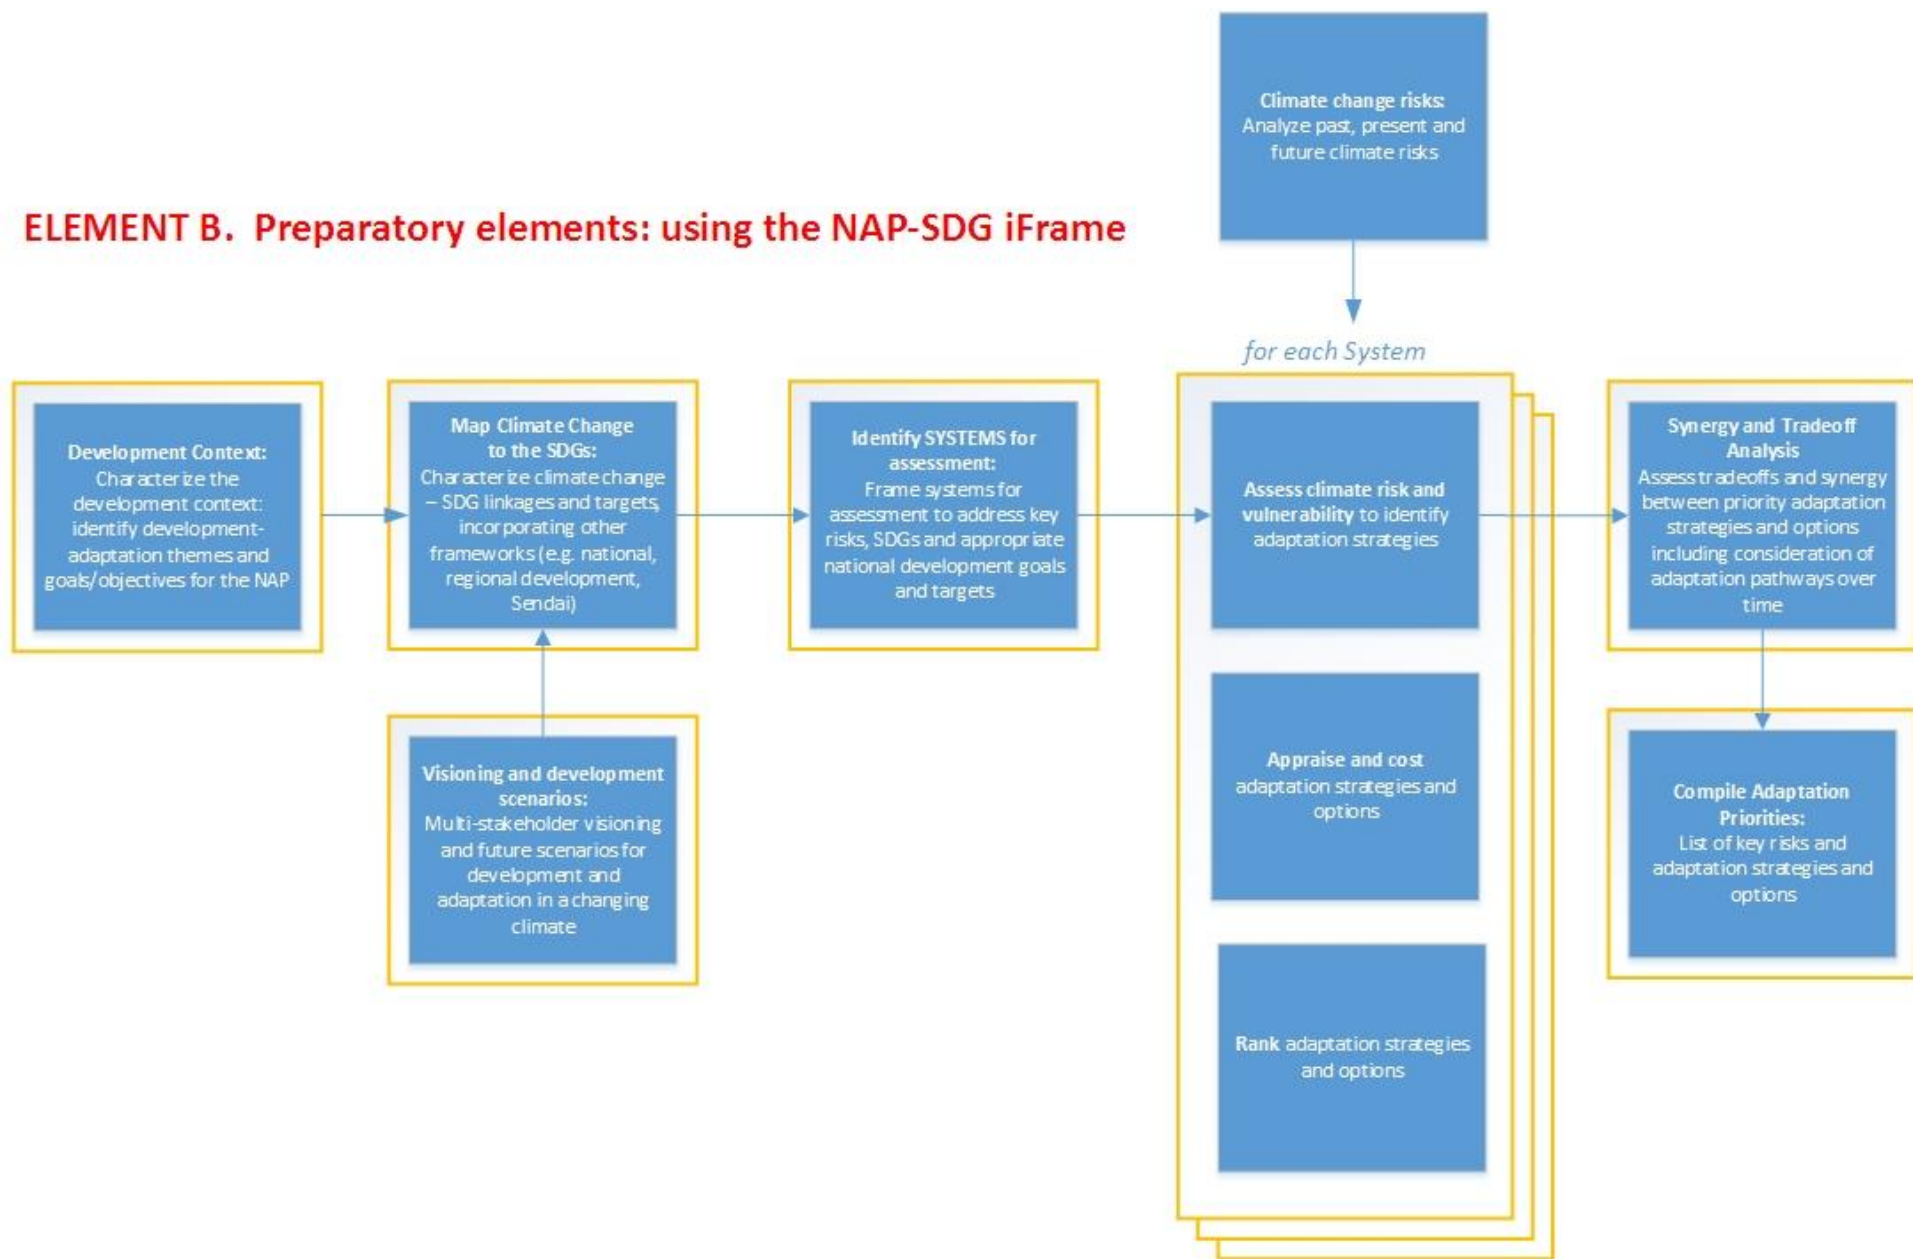 Climate change risks:
Analyze past, present and
future climate risks
ELEMENT B. Preparatory elements: using the NAP-SDG iFrame
for each System
Development Context:
Characterize the
development context:
identify development-
adaptation themes and
goals/objectives for the NAP
Map Climate Change
to the SDGs:
Characterize climate change
– SDG linkages and targets,
incorporating other
frameworks (e.g. national,
regional development,
Sendai)
Identify SYSTEMS for
assessment:
Frame systems for
assessment to address key
risks, SDGs and appropriate
national development goals
and targets
Assess climate risk and
vulnerability to identify
adaptation strategies
Synergy and Tradeoff
Analysis
Assess tradeoffs and synergy
between priority adaptation
strategies and options
including consideration of
adaptation pathways over
time
Visioning and development
scenarios:
Multi-stakeholder visioning
and future scenarios for
development and
adaptation in a changing
climate
Appraise and cost
adaptation strategies and
options
Compile Adaptation
Priorities:
List of key risks and
adaptation strategies and
options
Rank adaptation strategies
and options